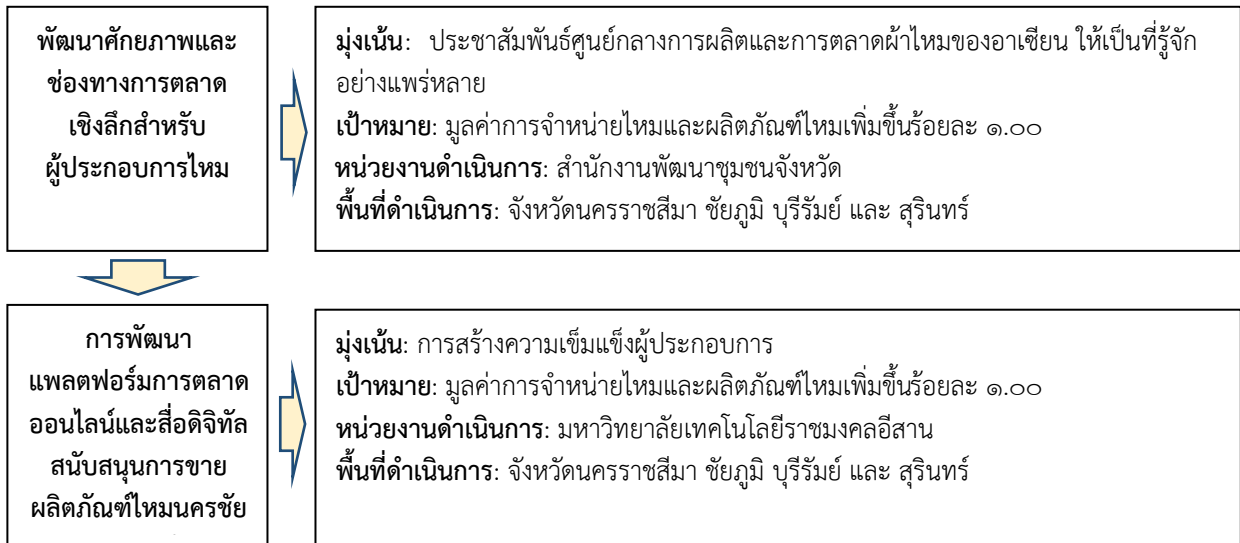 พัฒนาศักยภาพและ
ช่องทางการตลาด
เชิงลึกสำหรับ
ผู้ประกอบการไหม
มุ่งเน้น: ประชาสัมพันธ์ศูนย์กลางการผลิตและการตลาดผ้าไหมของอาเซียน ให้เป็นที่รู้จัก
อย่างแพร่หลาย
เป้าหมาย: มูลค่าการจำหน่ายไหมและผลิตภัณฑ์ไหมเพิ่มขึ้นร้อยละ ๑.๐๐
หน่วยงานดำเนินการ: สำนักงานพัฒนาชุมชนจังหวัด
พื้นที่ดำเนินการ: จังหวัดนครราชสีมา ชัยภูมิ บุรีรัมย์ และ สุรินทร์
การพัฒนา
แพลตฟอร์มการตลาด
ออนไลน์และสื่อดิจิทัล
สนับสนุนการขาย
ผลิตภัณฑ์ไหมนครชัย
มุ่งเน้น: การสร้างความเข็มแข็งผู้ประกอบการ
เป้าหมาย: มูลค่าการจำหน่ายไหมและผลิตภัณฑ์ไหมเพิ่มขึ้นร้อยละ ๑.๐๐
หน่วยงานดำเนินการ: มหาวิทยาลัยเทคโนโลยีราชมงคลอีสาน
พื้นที่ดำเนินการ: จังหวัดนครราชสีมา ชัยภูมิ บุรีรัมย์ และ สุรินทร์